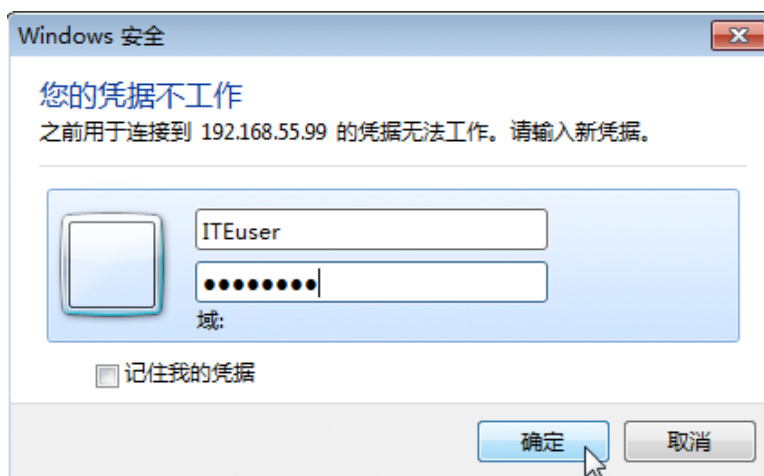 Windows 安全
您的凭据不工作
之前用于连接到 192.168.55.99 的凭据无法工作。请输入新凭据。
ITEuser
●●●●●●●●
域:
记住我的凭据
确定
取消